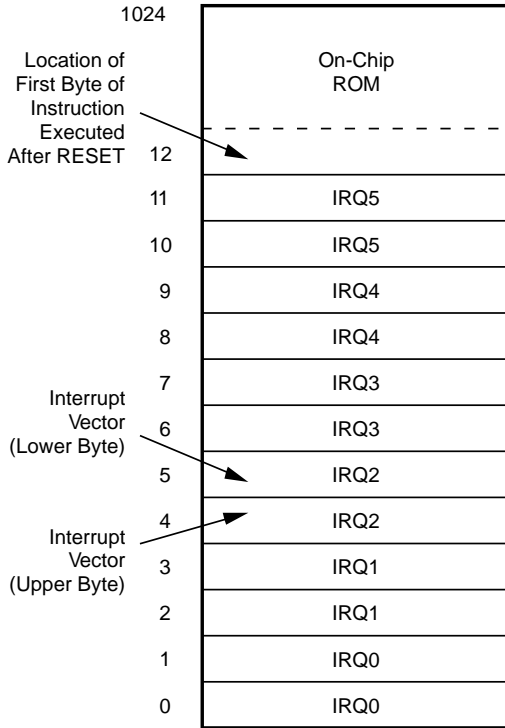 1024
Location of
First Byte of
Instruction
Executed
After RESET
On-Chip
ROM
12
11 IRQ5
10 IRQ5
9 IRQ4
8 IRQ4
7 IRQ3
Interrupt
Vector
(Lower Byte)
6 IRQ3
5 IRQ2
4 IRQ2
Interrupt
Vector
(Upper Byte)
3 IRQ1
2 IRQ1
1 IRQ0
0 IRQ0